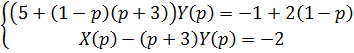 ((5 + (1 − p)(p + 3))Y(p) = −1 + 2(1 − p)
X(p) − (p + 3)Y(p) = −2